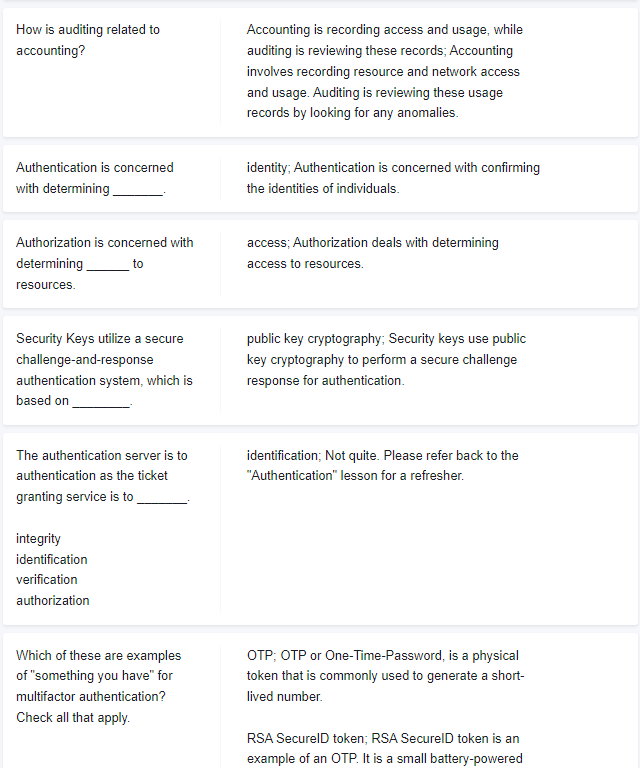 How is auditing related to
accounting?
Accounting is recording access and usage, while
auditing is reviewing these records; Accounting
involves recording resource and network access
and usage. Auditing is reviewing these usage
records by looking for any anomalies.
Authentication is concerned
with determining _______.
identity; Authentication is concerned with confirming
the identities of individuals.
Authorization is concerned with
determining ______ to
resources.
access; Authorization deals with determining
access to resources.
Security Keys utilize a secure
challenge-and-response
authentication system, which is
based on ________.
public key cryptography; Security keys use public
key cryptography to perform a secure challenge
response for authentication.
The authentication server is to
authentication as the ticket
granting service is to _______.
integrity
identification
verification
authorization
identification; Not quite. Please refer back to the
"Authentication" lesson for a refresher.
Which of these are examples
of "something you have" for
multifactor authentication?
Check all that apply.
OTP; OTP or One-Time-Password, is a physical
token that is commonly used to generate a short-
lived number.
RSA SecureID token; RSA SecureID token is an
example of an OTP. It is a small battery-powered